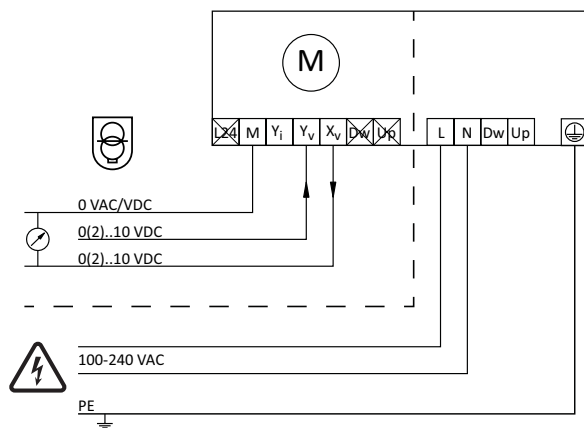 M
L24 M Yi Yv Xv Dw Up L N Dw Up
0 VAC/VDC
0(2)..10 VDC
0(2)..10 VDC
100-240 VAC
PE